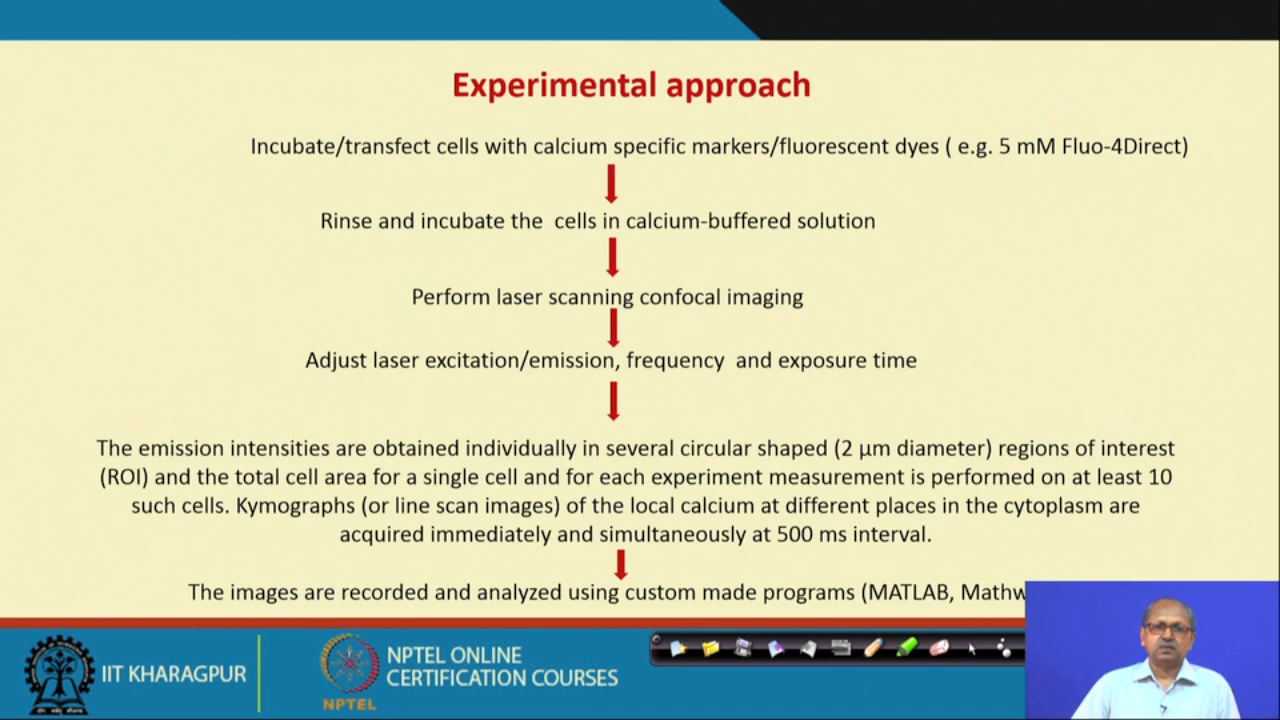 Experimental approach
Incubate/transfect cells with calcium specific markers/fluorescent dyes ( e.g. 5 mM Fluo-4Direct)
Rinse and incubate the cells in calcium-buffered solution
Perform laser scanning confocal imaging
Adjust laser excitation/emission, frequency and exposure time
The emission intensities are obtained individually in several circular shaped (2 µm diameter) regions of interest
(ROI) and the total cell area for a single cell and for each experiment measurement is performed on at least 10
such cells. Kymographs (or line scan images) of the local calcium at different places in the cytoplasm are
acquired immediately and simultaneously at 500 ms interval.
The images are recorded and analyzed using custom made programs (MATLAB,
IIT KHARAGPUR
NPTEL
NPTEL ONLINE
CERTIFICATION COURSES